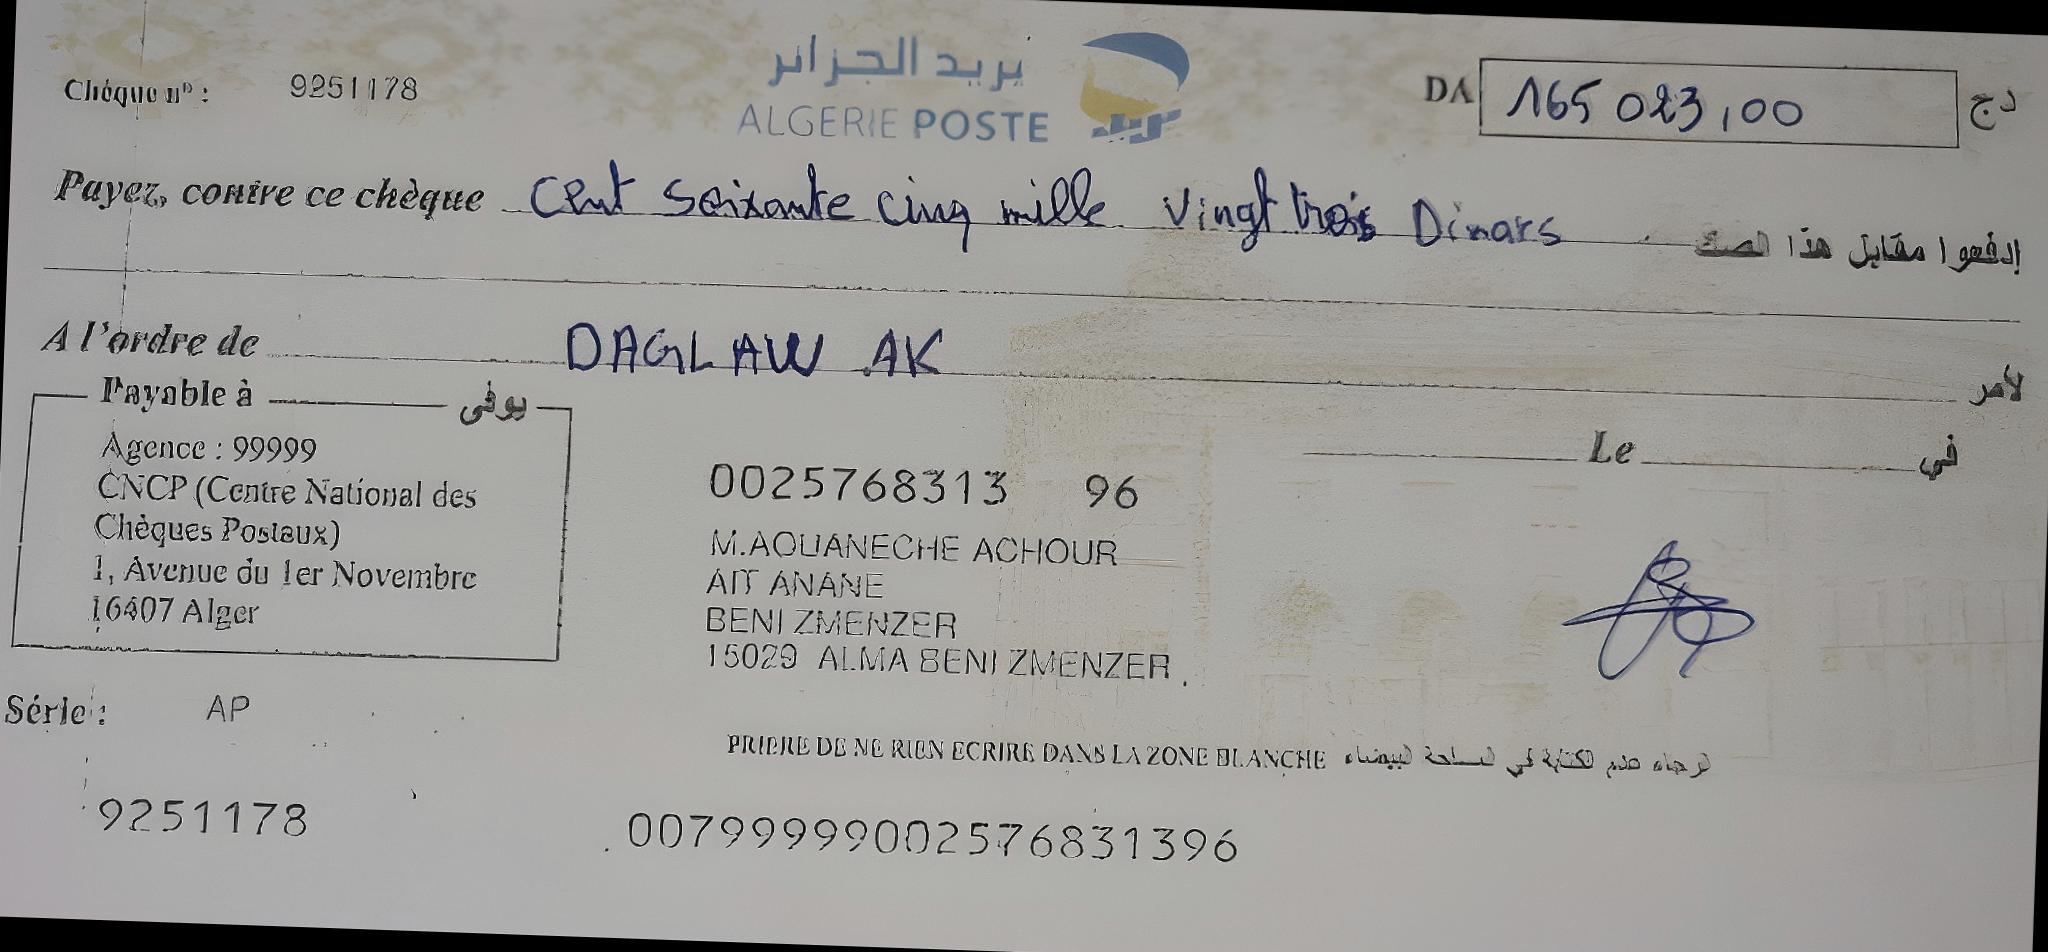 بريد الجزائر
ALGERIE POSTE
Chèque n° : 9251178
DA 165 023,00 دج
Payez, contre ce chèque Cent Soixante cinq mille Vingt trois Dinars إدفعوا مقابل هذا الصك
A l'ordre de DAGLAW AK لأمر
Payable à يوفى
Agence : 99999
CNCP (Centre National des
Chèques Postaux)
1, Avenue du 1er Novembre
16407 Alger
Le في
0025768313 96
M.AOUANECHE ACHOUR
AIT ANANE
BENI ZMENZER
15029 ALMA BENI ZMENZER
Série : AP
PRIERE DE NE RIEN ECRIRE DANS LA ZONE BLANCHE الرجاء عدم الكتابة في المساحة البيضاء
9251178 00799999002576831396